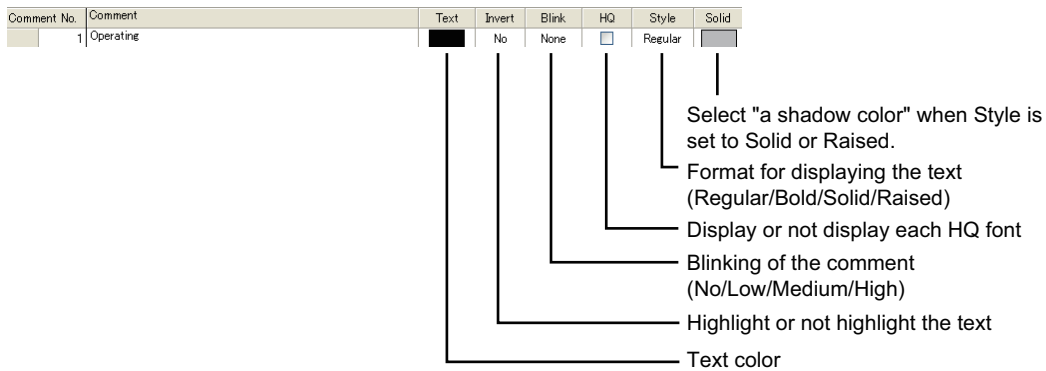 Comment No. Comment Text Invert Blink HQ Style Solid
1 Operating No None Regular
Select "a shadow color" when Style is
set to Solid or Raised.
Format for displaying the text
(Regular/Bold/Solid/Raised)
Display or not display each HQ font
Blinking of the comment
(No/Low/Medium/High)
Highlight or not highlight the text
Text color